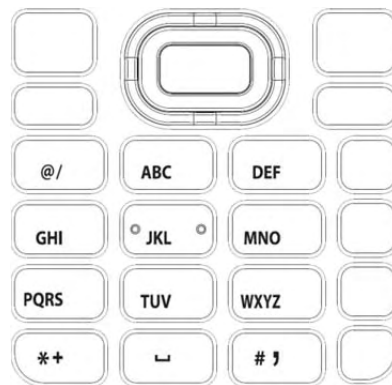 @/ ABC DEF
GHI JKL MNO
PQRS TUV WXYZ
*+ ⎵ # ,